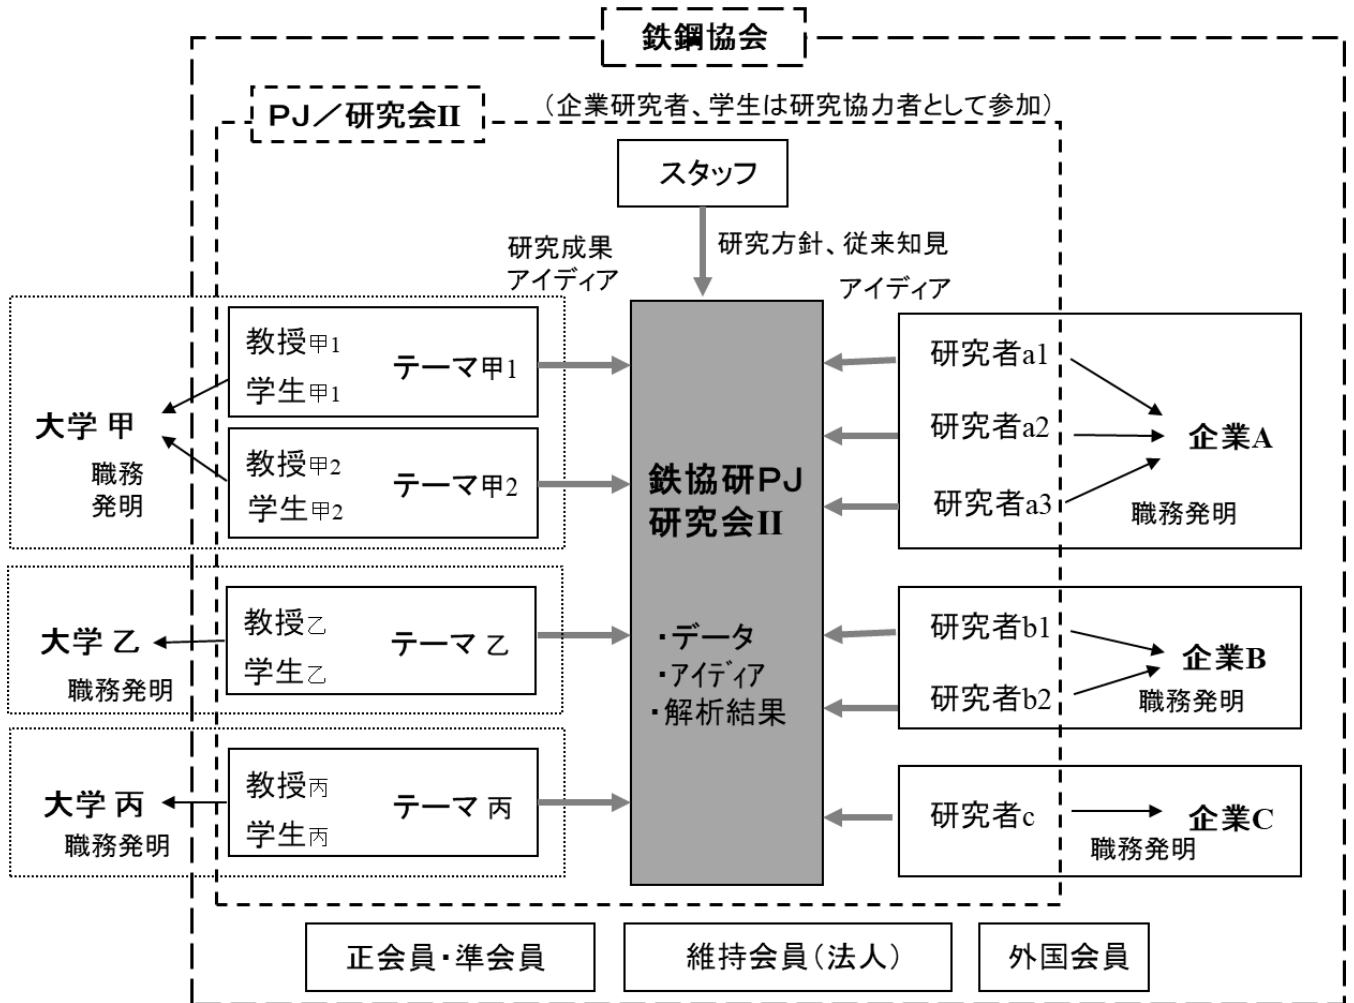 鉄鋼協会
PJ／研究会II
（企業研究者、学生は研究協力者として参加）
スタッフ
研究成果
アイディア
研究方針、従来知見
アイディア
大学 甲
職務
発明
教授甲1
学生甲1
テーマ甲1
教授甲2
学生甲2
テーマ甲2
大学 乙
職務発明
教授乙
学生乙
テーマ 乙
大学 丙
職務発明
教授丙
学生丙
テーマ 丙
鉄協研PJ
研究会II
・データ
・アイディア
・解析結果
研究者a1
研究者a2
研究者a3
企業A
職務発明
研究者b1
研究者b2
企業B
職務発明
研究者c
企業C
職務発明
正会員・準会員
維持会員（法人）
外国会員